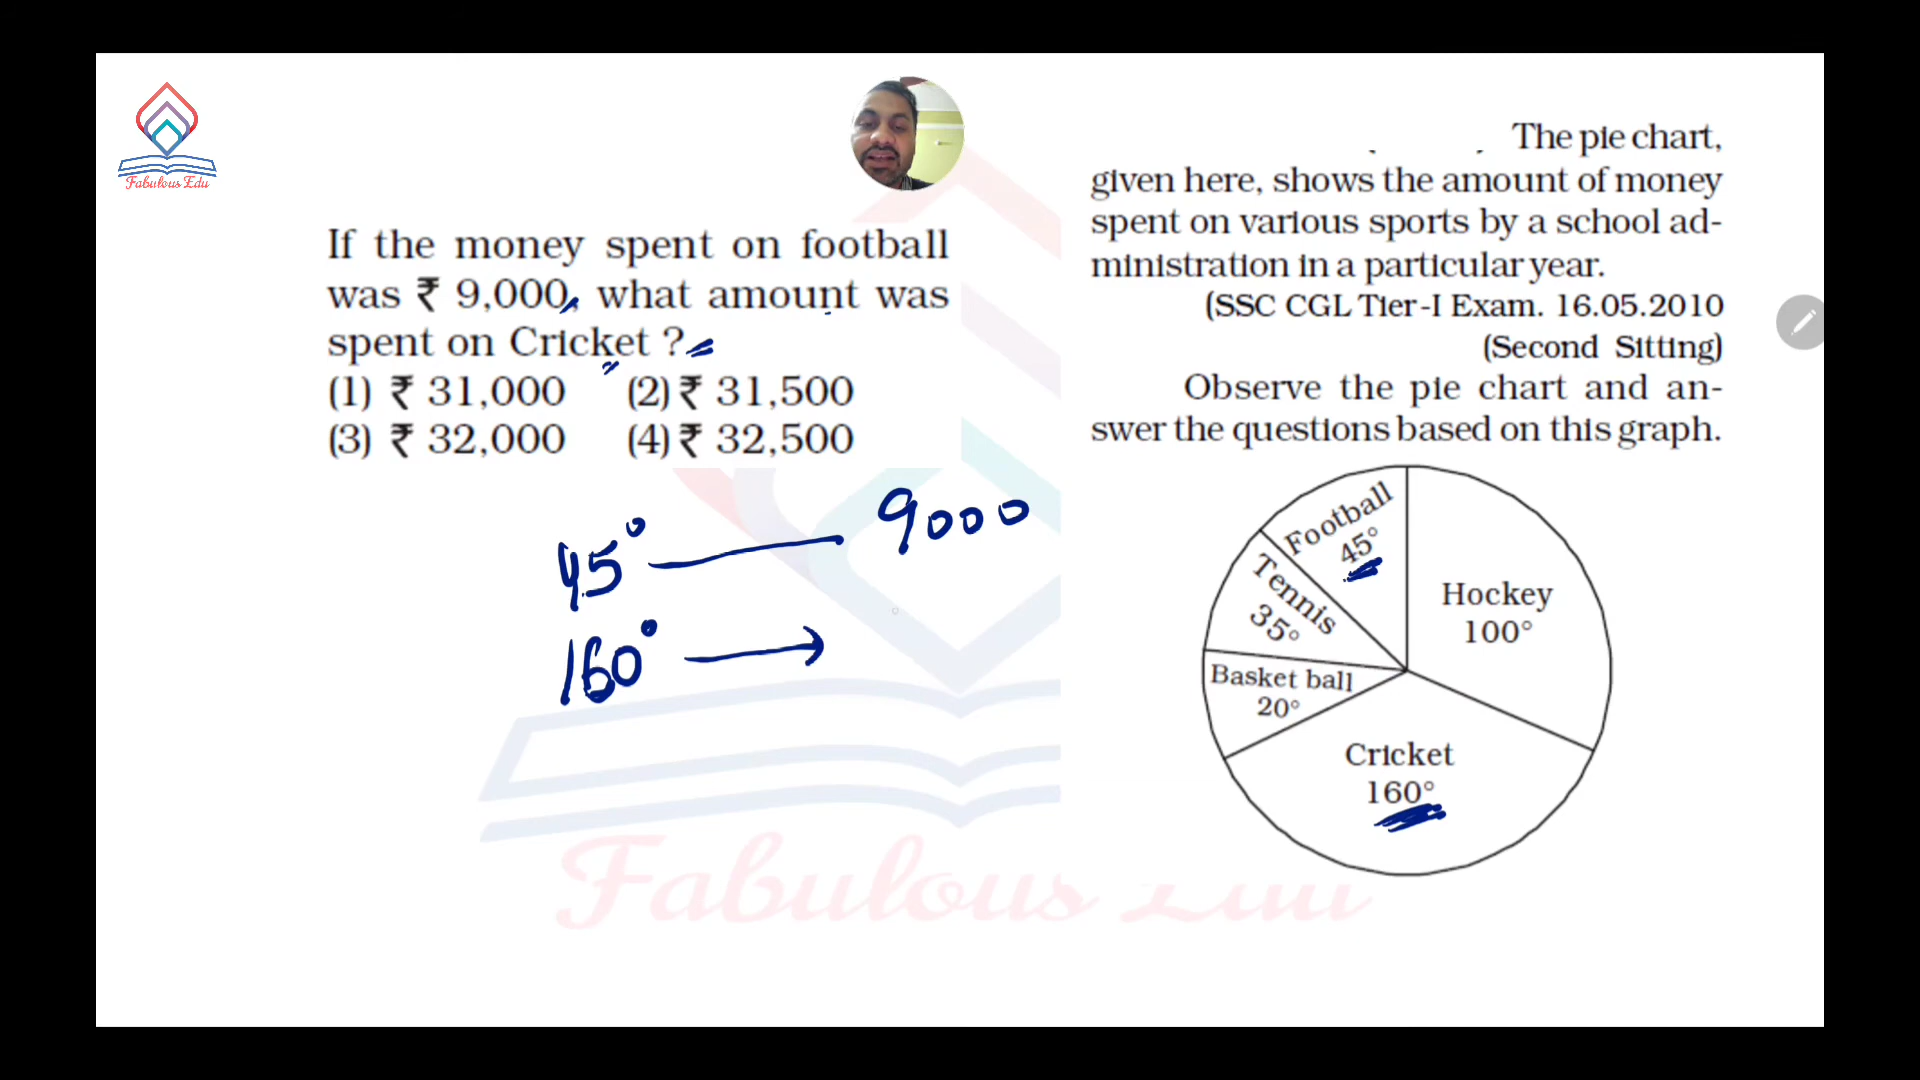 Fabulous Edu
If the money spent on football
was ₹ 9,000, what amount was
spent on Cricket ?
(1) ₹ 31,000 (2) ₹ 31,500
(3) ₹ 32,000 (4) ₹ 32,500
45° 9000
160°
The pie chart,
given here, shows the amount of money
spent on various sports by a school ad-
ministration in a particular year.
(SSC CGL Tier-I Exam. 16.05.2010
(Second Sitting)
Observe the pie chart and an-
swer the questions based on this graph.
Football
45°
Tennis
35°
Basket ball
20°
Hockey
100°
Cricket
160°
Fabulous